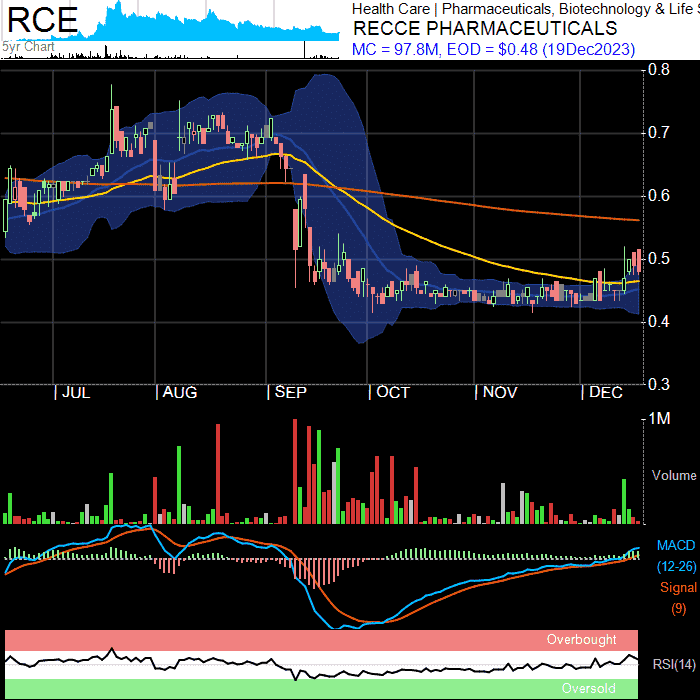 RCE
5yr Chart
Health Care | Pharmaceuticals, Biotechnology & Life S
RECCE PHARMACEUTICALS
MC = 97.8M, EOD = $0.48 (19Dec2023)
0.8
0.7
0.6
0.5
0.4
0.3
JUL AUG SEP OCT NOV DEC
1M
Volume
MACD
(12-26)
Signal
(9)
Overbought
RSI(14)
Oversold